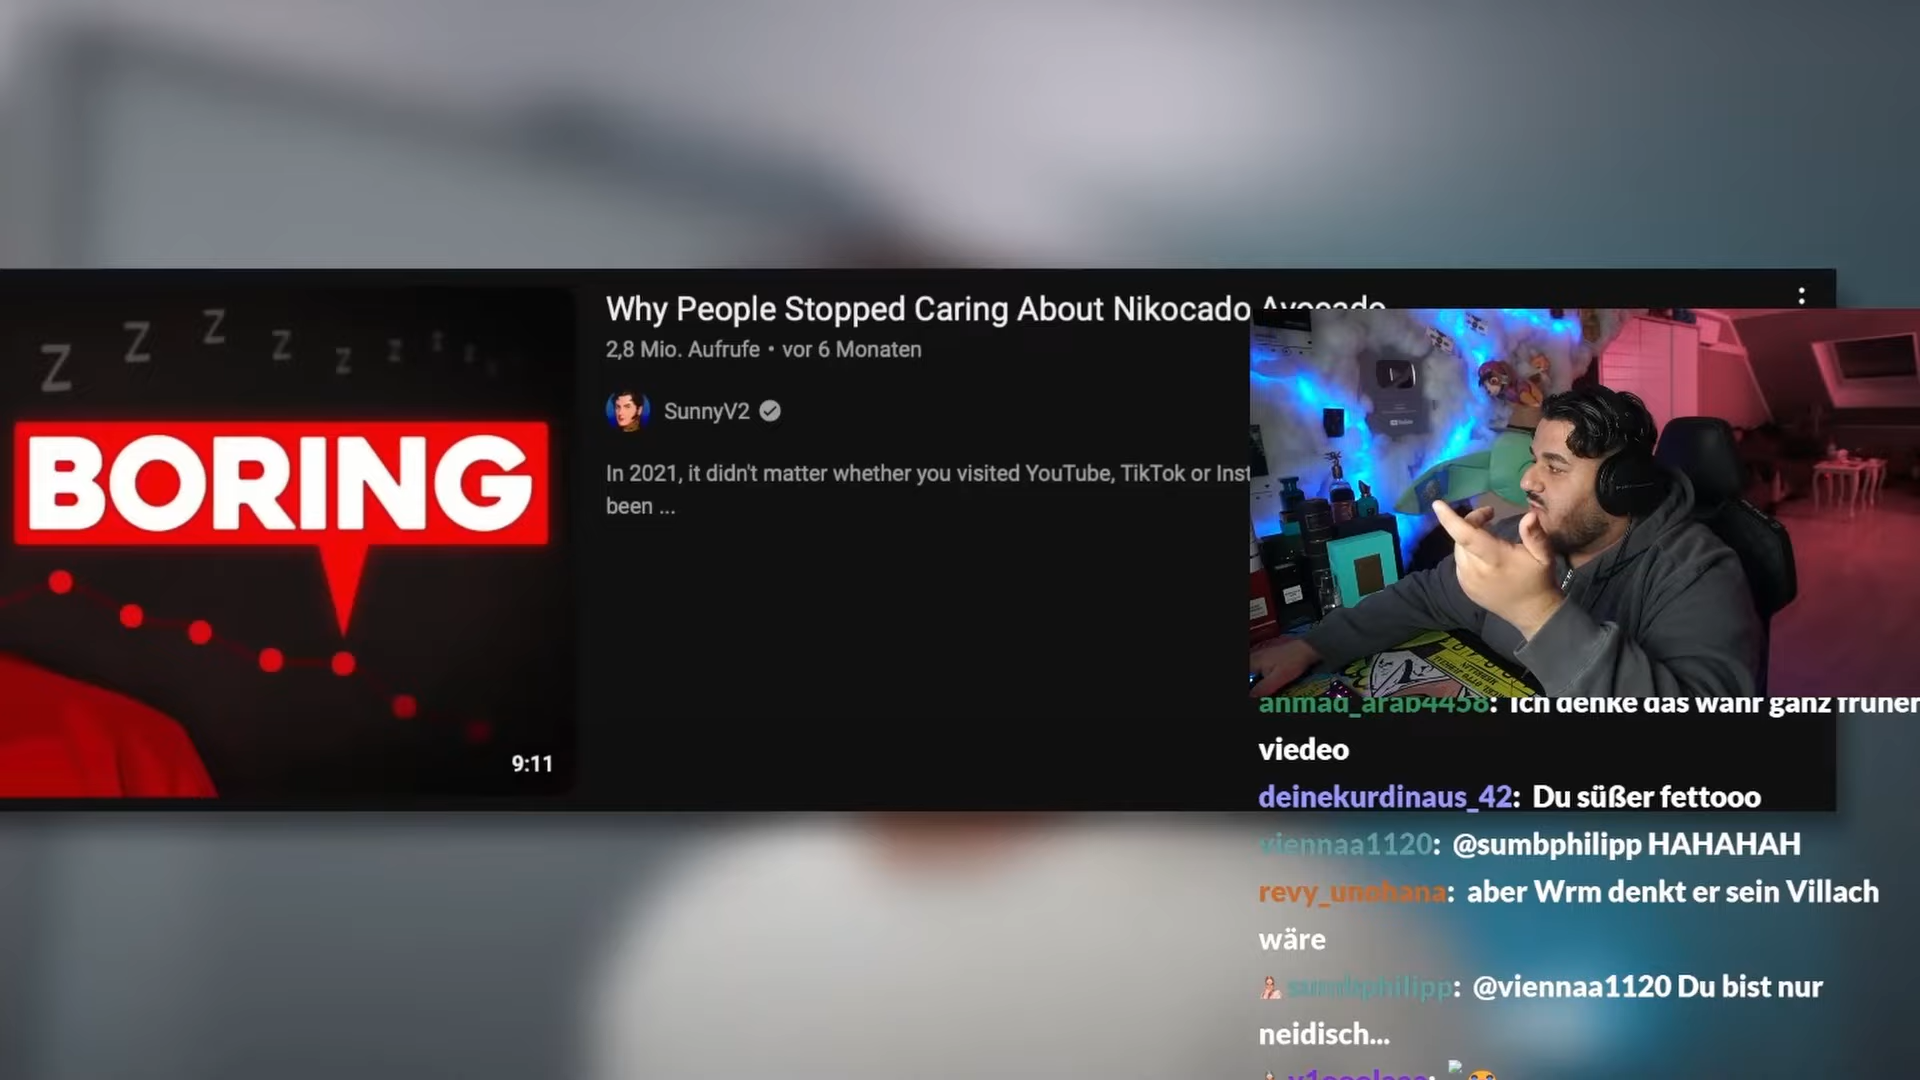 Why People Stopped Caring About Nikocado Avocado
2,8 Mio. Aufrufe • vor 6 Monaten
SunnyV2
In 2021, it didn't matter whether you visited YouTube, TikTok or Inst
been ...
Z Z Z Z Z Z Z Z
BORING
9:11
ahmad_arab4458: Ich denke das wahr ganz früher
viedeo
deinekurdinaus_42: Du süßer fettooo
viennaa1120: @sumbphilipp HAHAHAH
revy_unohana: aber Wrm denkt er sein Villach
wäre
sumbphilipp: @viennaa1120 Du bist nur
neidisch...